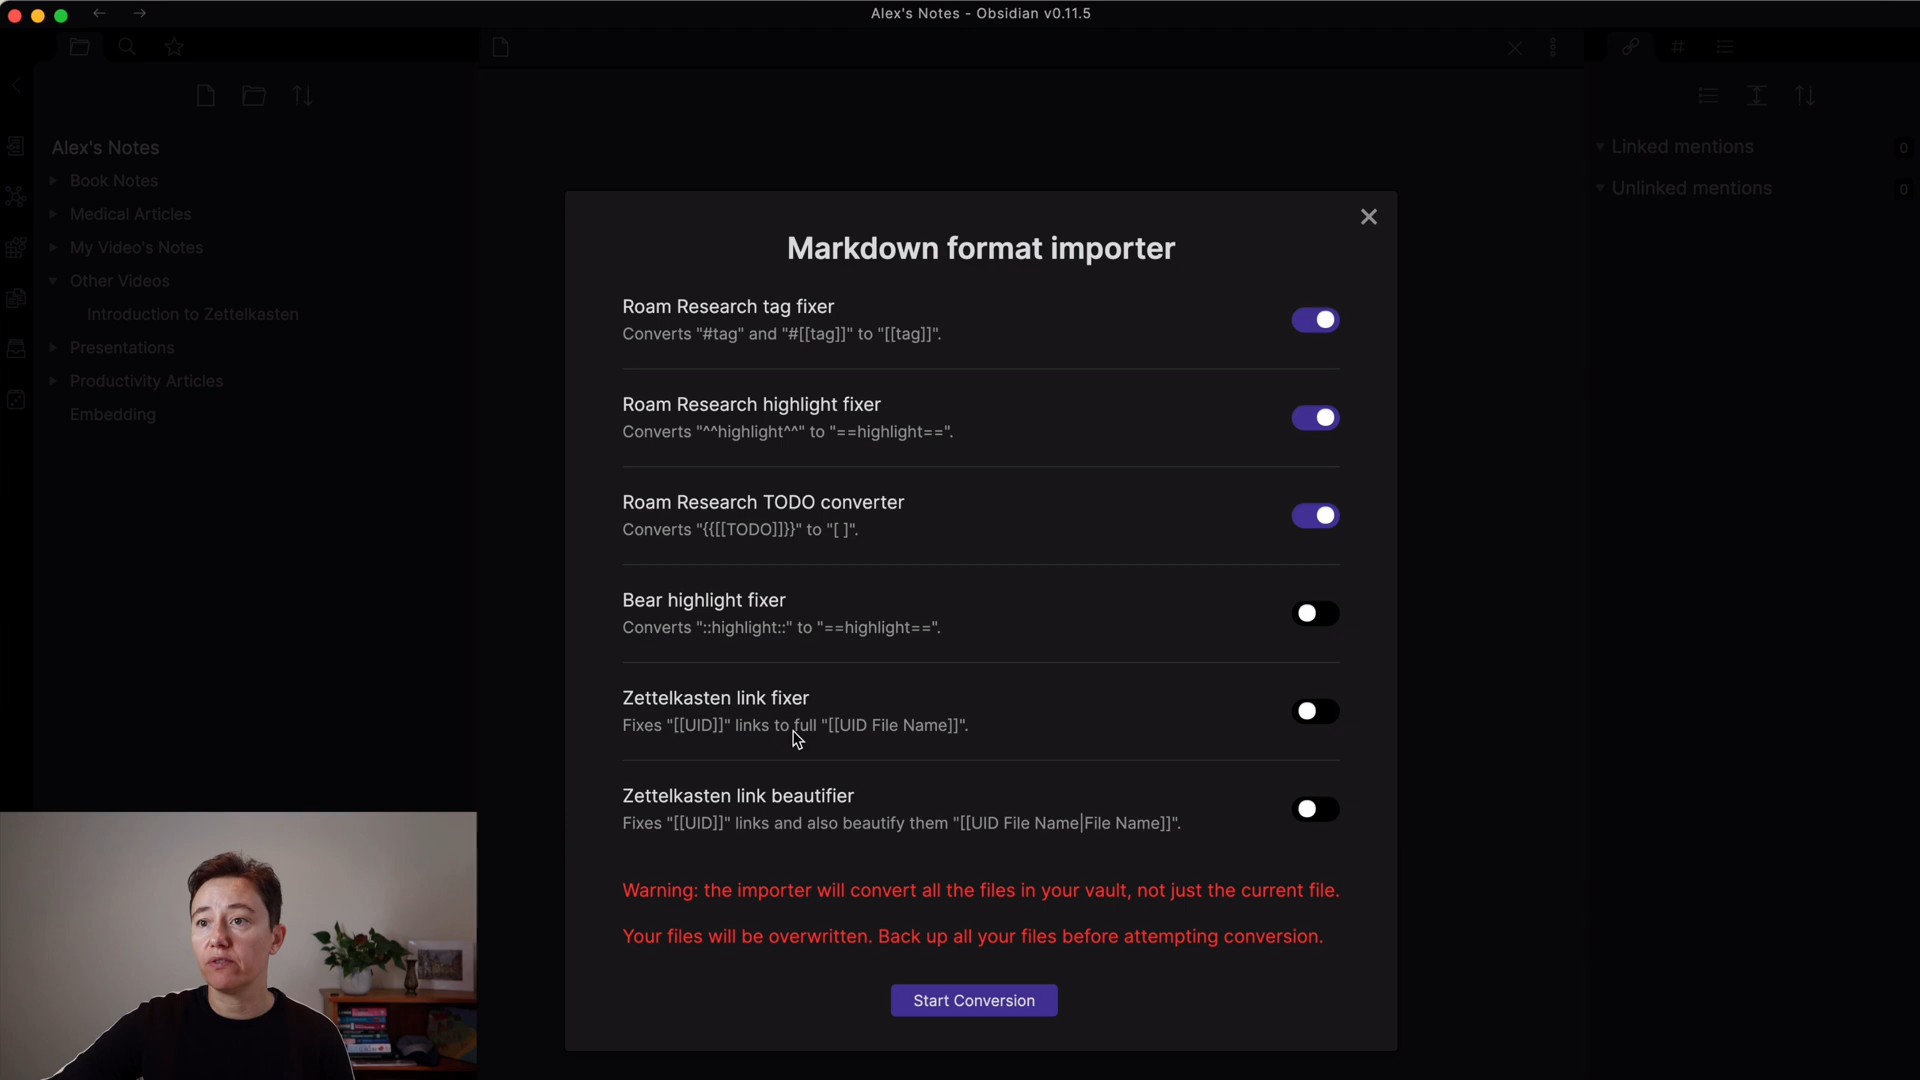 Alex's Notes - Obsidian v0.11.5
Alex's Notes
Book Notes
Medical Articles
My Video's Notes
Other Videos
Introduction to Zettelkasten
Presentations
Productivity Articles
Embedding
Markdown format importer
Roam Research tag fixer
Converts "#tag" and "#[[tag]]" to "[[tag]]".
Roam Research highlight fixer
Converts "^^highlight^^" to "==highlight==".
Roam Research TODO converter
Converts "{{[[TODO]]}}" to "[ ]".
Bear highlight fixer
Converts "::highlight::" to "==highlight==".
Zettelkasten link fixer
Fixes "[[UID]]" links to full "[[UID File Name]]".
Zettelkasten link beautifier
Fixes "[[UID]]" links and also beautify them "[[UID File Name|File Name]]".
Warning: the importer will convert all the files in your vault, not just the current file.
Your files will be overwritten. Back up all your files before attempting conversion.
Start Conversion
Linked mentions 0
Unlinked mentions 0